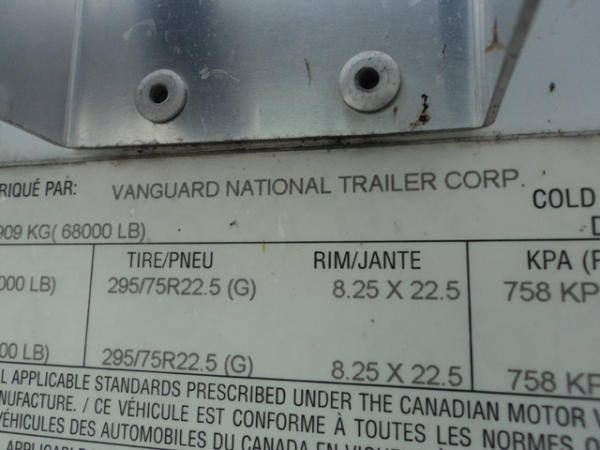 RIQUÉ PAR: VANGUARD NATIONAL TRAILER CORP.
909 KG( 68000 LB) COLD
TIRE/PNEU RIM/JANTE KPA (P
000 LB) 295/75R22.5 (G) 8.25 X 22.5 758 KP
00 LB) 295/75R22.5 (G) 8.25 X 22.5 758 KP
L APPLICABLE STANDARDS PRESCRIBED UNDER THE CANADIAN MOTOR V
NUFACTURE. / CE VÉHICULE EST CONFORME À TOUTES LES NORMES
VÉHICULES DES AUTOMOBILES DU CANADA EN VIGUEUR